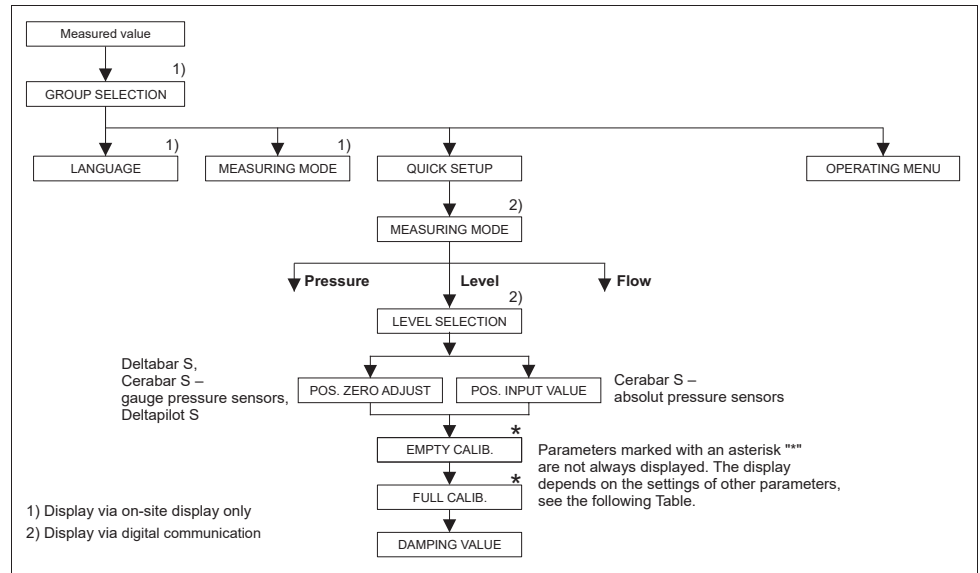 Measured value
1)
GROUP SELECTION
1)
LANGUAGE
1)
MEASURING MODE
QUICK SETUP
OPERATING MENU
2)
MEASURING MODE
Pressure
Level
Flow
2)
LEVEL SELECTION
Deltabar S,
Cerabar S –
gauge pressure sensors,
Deltapilot S
POS. ZERO ADJUST
POS. INPUT VALUE
Cerabar S –
absolut pressure sensors
*
EMPTY CALIB.
Parameters marked with an asterisk "*"
are not always displayed. The display
depends on the settings of other parameters,
see the following Table.
*
FULL CALIB.
1) Display via on-site display only
2) Display via digital communication
DAMPING VALUE